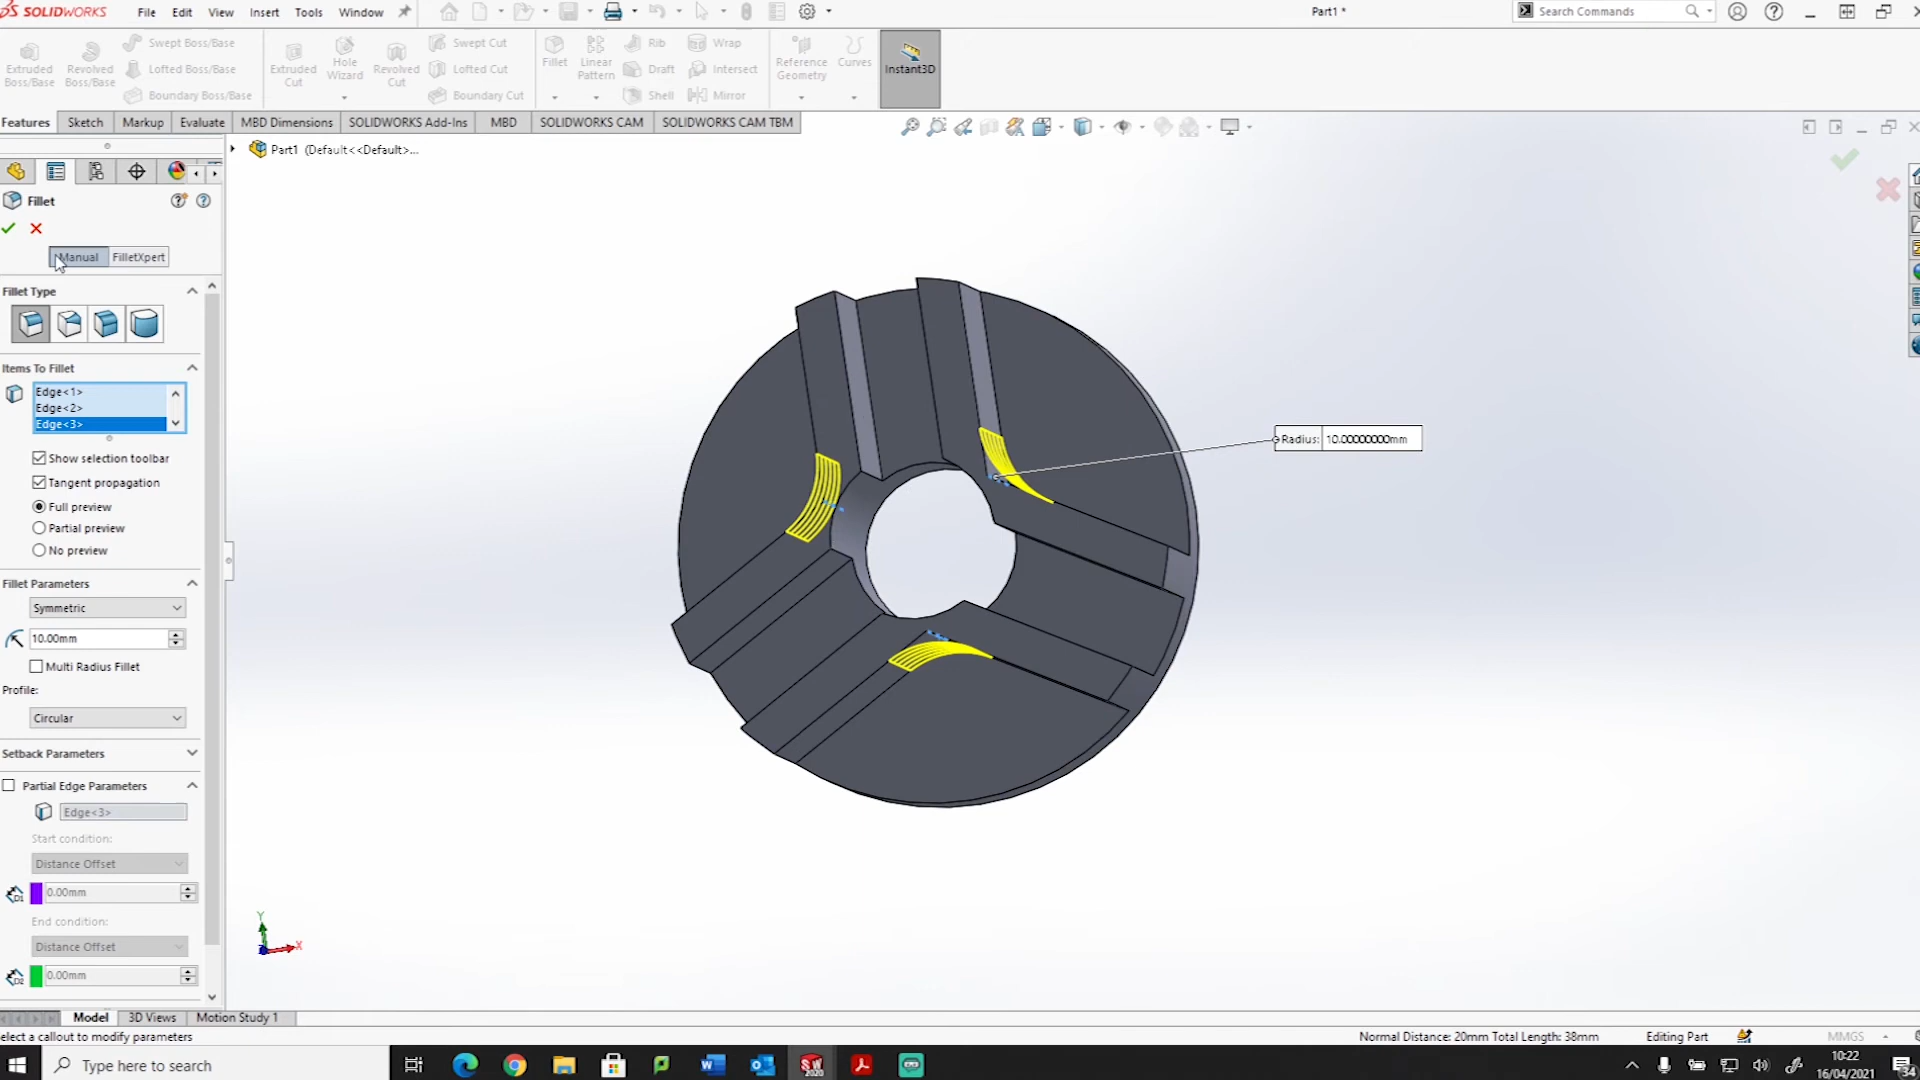 SOLIDWORKS File Edit View Insert Tools Window Part1 * Search Commands
Extruded Boss/Base
Revolved Boss/Base
Swept Boss/Base
Lofted Boss/Base
Boundary Boss/Base
Extruded Cut
Hole Wizard
Revolved Cut
Swept Cut
Lofted Cut
Boundary Cut
Fillet
Linear Pattern
Rib
Draft
Shell
Wrap
Intersect
Mirror
Reference Geometry
Curves
Instant3D
Features Sketch Markup Evaluate MBD Dimensions SOLIDWORKS Add-Ins MBD SOLIDWORKS CAM SOLIDWORKS CAM TBM
Part1 (Default<<Default>...
Fillet
Manual FilletXpert
Fillet Type
Items To Fillet
Edge<1>
Edge<2>
Edge<3>
Show selection toolbar
Tangent propagation
Full preview
Partial preview
No preview
Fillet Parameters
Symmetric
10.00mm
Multi Radius Fillet
Profile:
Circular
Setback Parameters
Partial Edge Parameters
Edge<3>
Start condition:
Distance Offset
D1 0.00mm
End condition:
Distance Offset
D2 0.00mm
Radius: 10.00000000mm
Y
X
Model 3D Views Motion Study 1
elect a callout to modify parameters Normal Distance: 20mm Total Length: 38mm Editing Part MMGS
Type here to search
SW 2020
10:22
16/04/2021
34